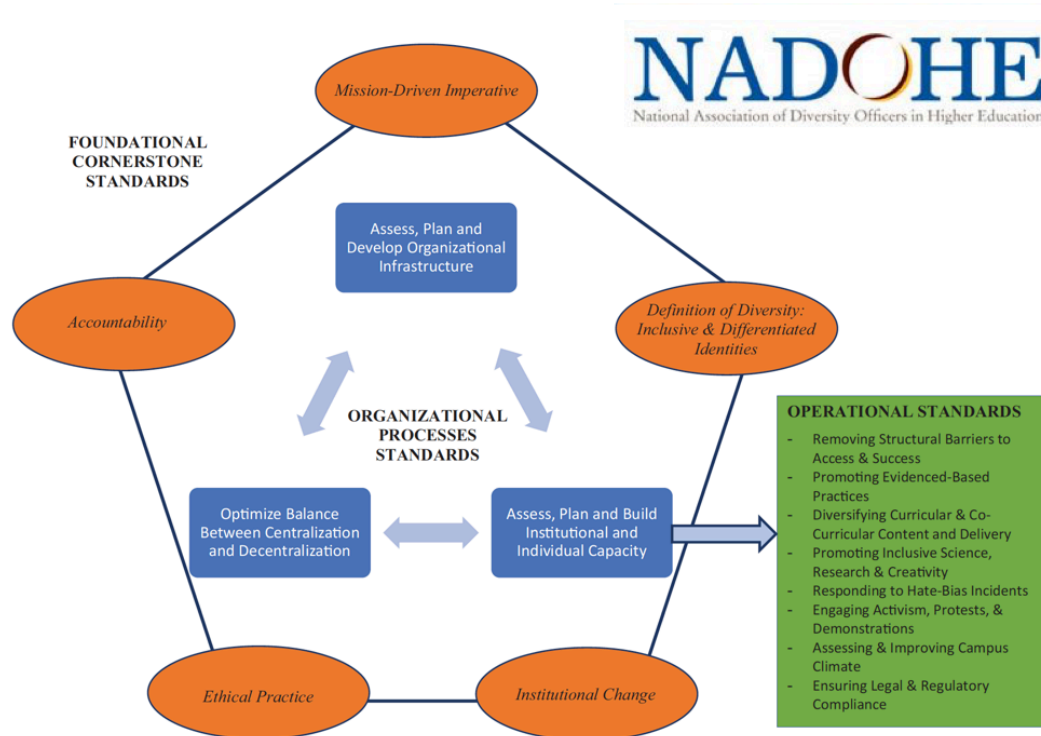 NADOHE
National Association of Diversity Officers in Higher Education
Mission-Driven Imperative
FOUNDATIONAL
CORNERSTONE
STANDARDS
Assess, Plan and
Develop Organizational
Infrastructure
Accountability
Definition of Diversity:
Inclusive & Differentiated
Identities
ORGANIZATIONAL
PROCESSES
STANDARDS
Optimize Balance
Between Centralization
and Decentralization
Assess, Plan and Build
Institutional and
Individual Capacity
OPERATIONAL STANDARDS
- Removing Structural Barriers to
Access & Success
- Promoting Evidenced-Based
Practices
- Diversifying Curricular & Co-
Curricular Content and Delivery
- Promoting Inclusive Science,
Research & Creativity
- Responding to Hate-Bias Incidents
- Engaging Activism, Protests, &
Demonstrations
- Assessing & Improving Campus
Climate
- Ensuring Legal & Regulatory
Compliance
Ethical Practice
Institutional Change